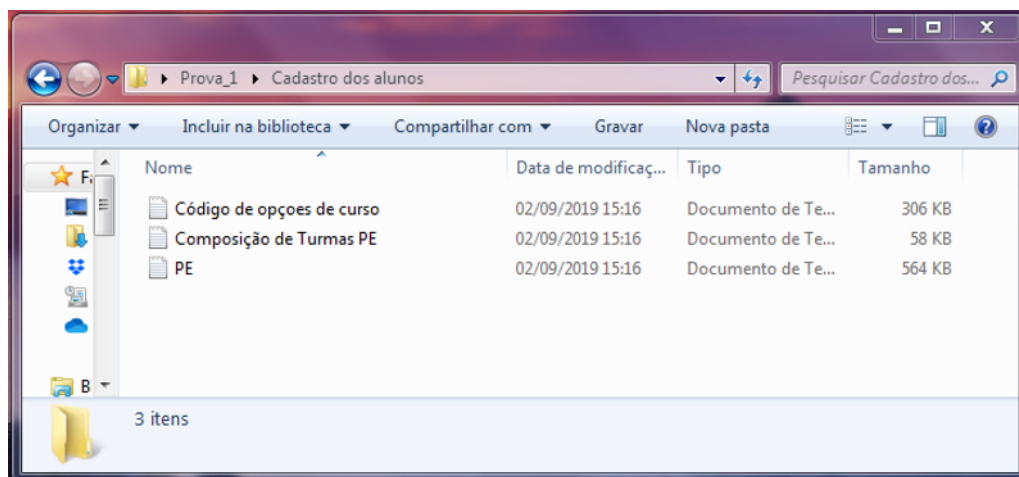 Prova_1 Cadastro dos alunos Pesquisar Cadastro dos...
Organizar Incluir na biblioteca Compartilhar com Gravar Nova pasta
Nome Data de modificaç... Tipo Tamanho
Código de opçoes de curso 02/09/2019 15:16 Documento de Te... 306 KB
Composição de Turmas PE 02/09/2019 15:16 Documento de Te... 58 KB
PE 02/09/2019 15:16 Documento de Te... 564 KB
B
3 itens